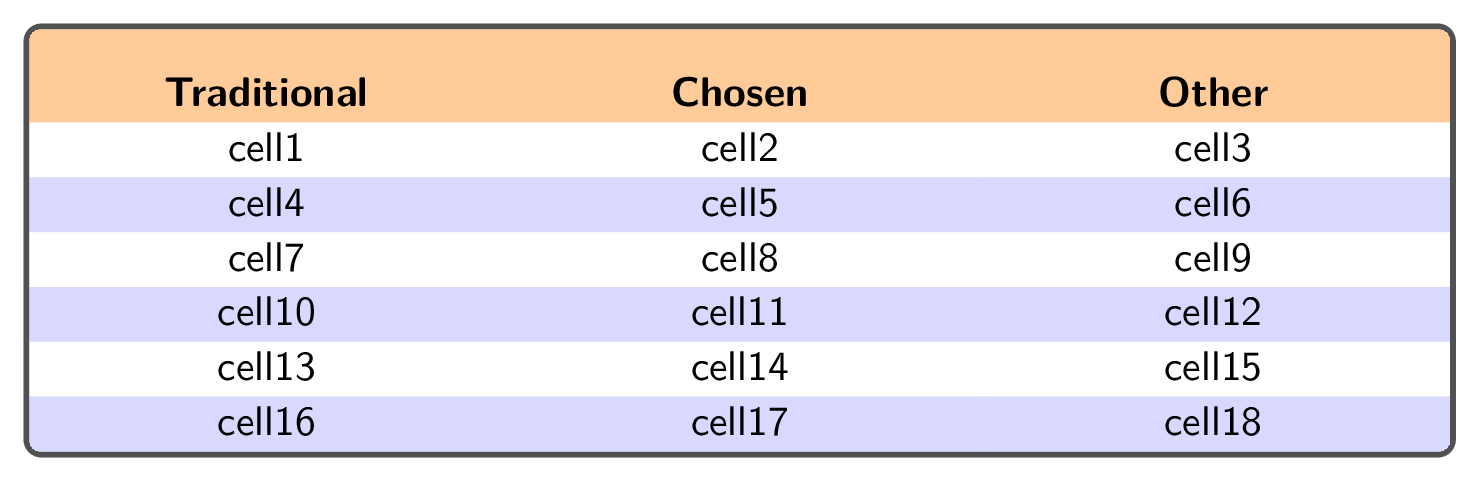 Traditional Chosen Other
cell1 cell2 cell3
cell4 cell5 cell6
cell7 cell8 cell9
cell10 cell11 cell12
cell13 cell14 cell15
cell16 cell17 cell18